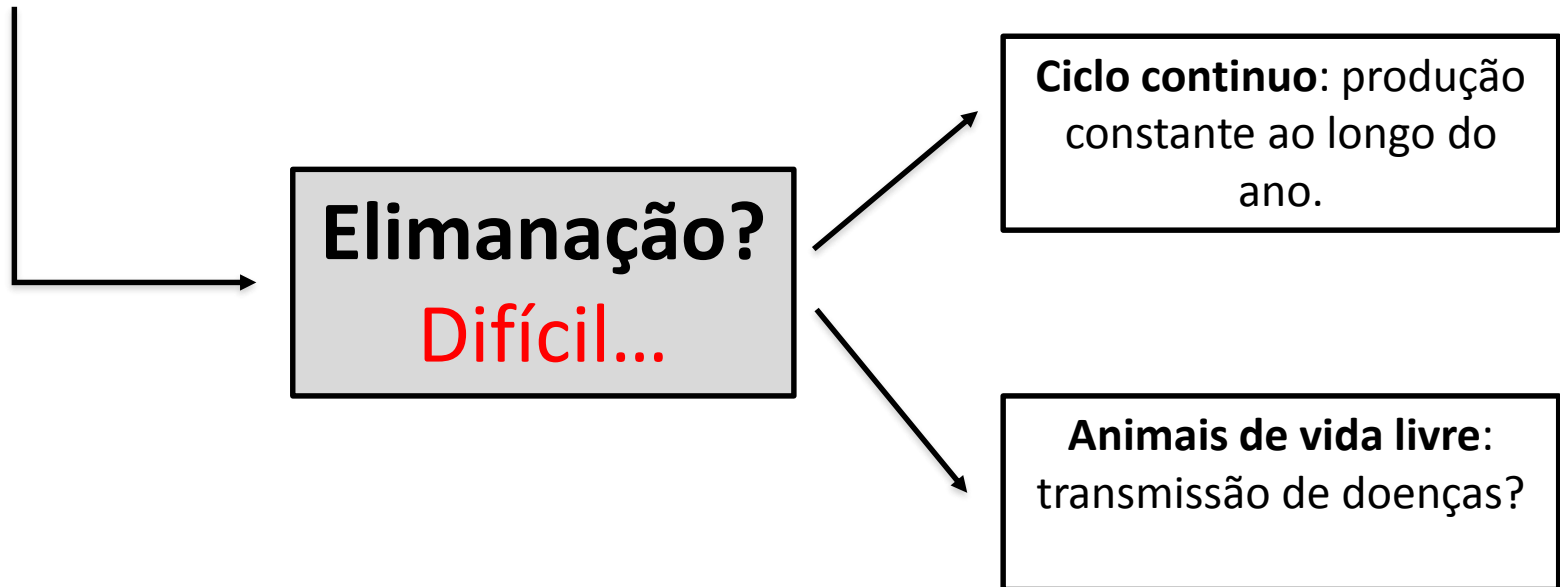 Elimanação?
Difícil...
Ciclo continuo: produção
constante ao longo do
ano.
Animais de vida livre:
transmissão de doenças?